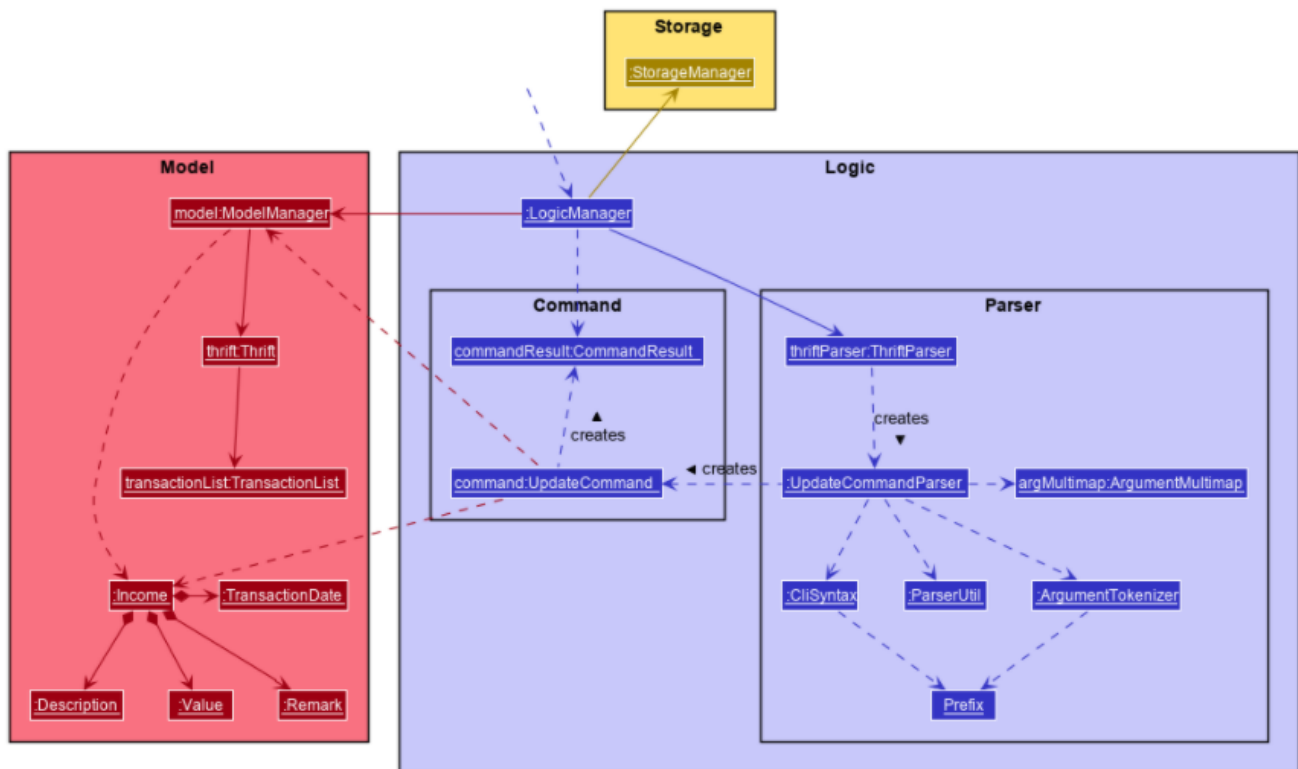 Storage
:StorageManager
Model
Logic
model:ModelManager
:LogicManager
Command
Parser
thrift:Thrift
commandResult:CommandResult
thriftParser:ThriftParser
▲
creates
creates
▼
◄ creates
transactionList:TransactionList
command:UpdateCommand
:UpdateCommandParser
argMultimap:ArgumentMultimap
:Income
:TransactionDate
:CliSyntax
:ParserUtil
:ArgumentTokenizer
:Description
:Value
:Remark
Prefix